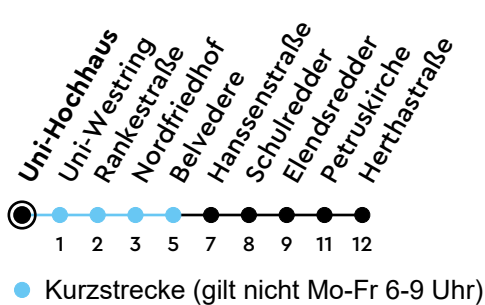 Uni-Hochhaus
Uni-Westring
Rankestraße
Nordfriedhof
Belvedere
Hanssenstraße
Schulredder
Elendsredder
Petruskirche
Herthastraße
1 2 3 5 7 8 9 11 12
Kurzstrecke (gilt nicht Mo-Fr 6-9 Uhr)